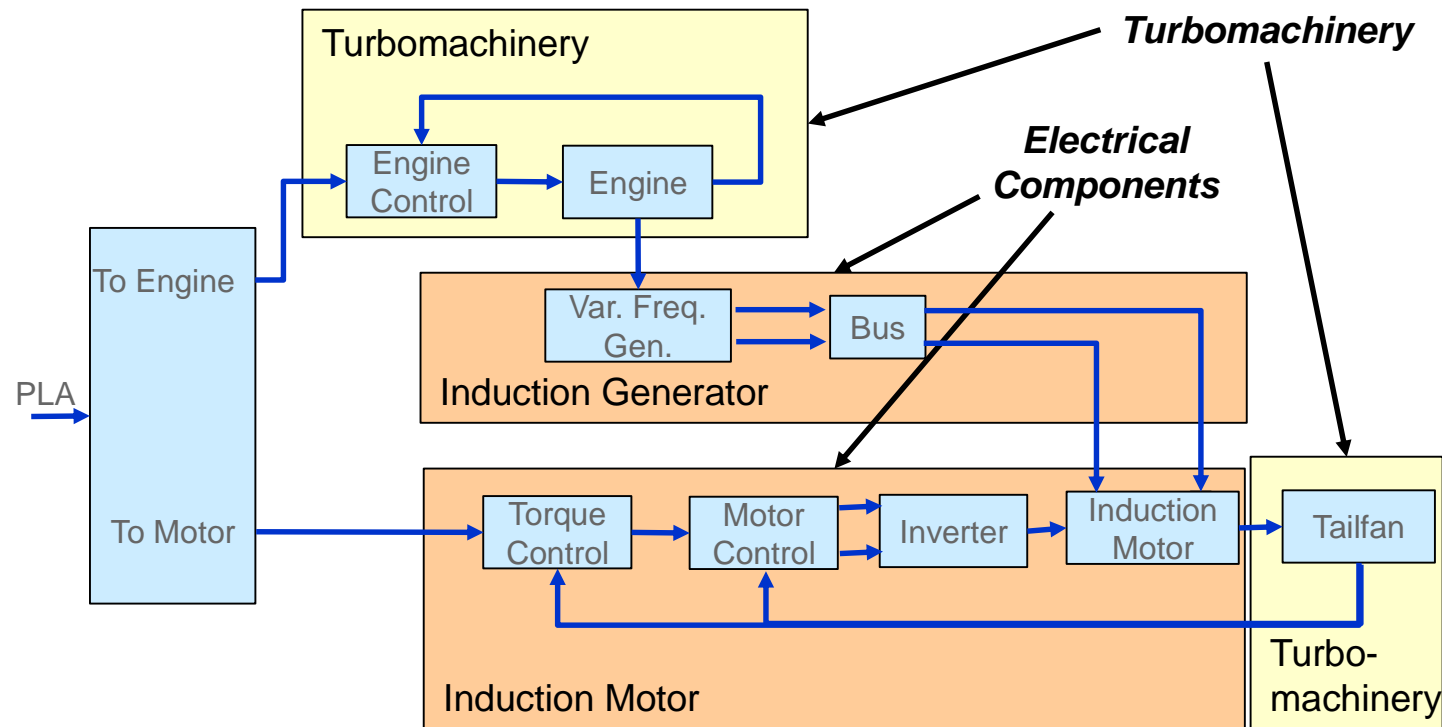 Turbomachinery
Turbomachinery
Electrical
Components
Engine
Control
Engine
To Engine
Var. Freq.
Gen.
Bus
Induction Generator
PLA
To Motor
Torque
Control
Motor
Control
Inverter
Induction
Motor
Tailfan
Induction Motor
Turbo-
machinery